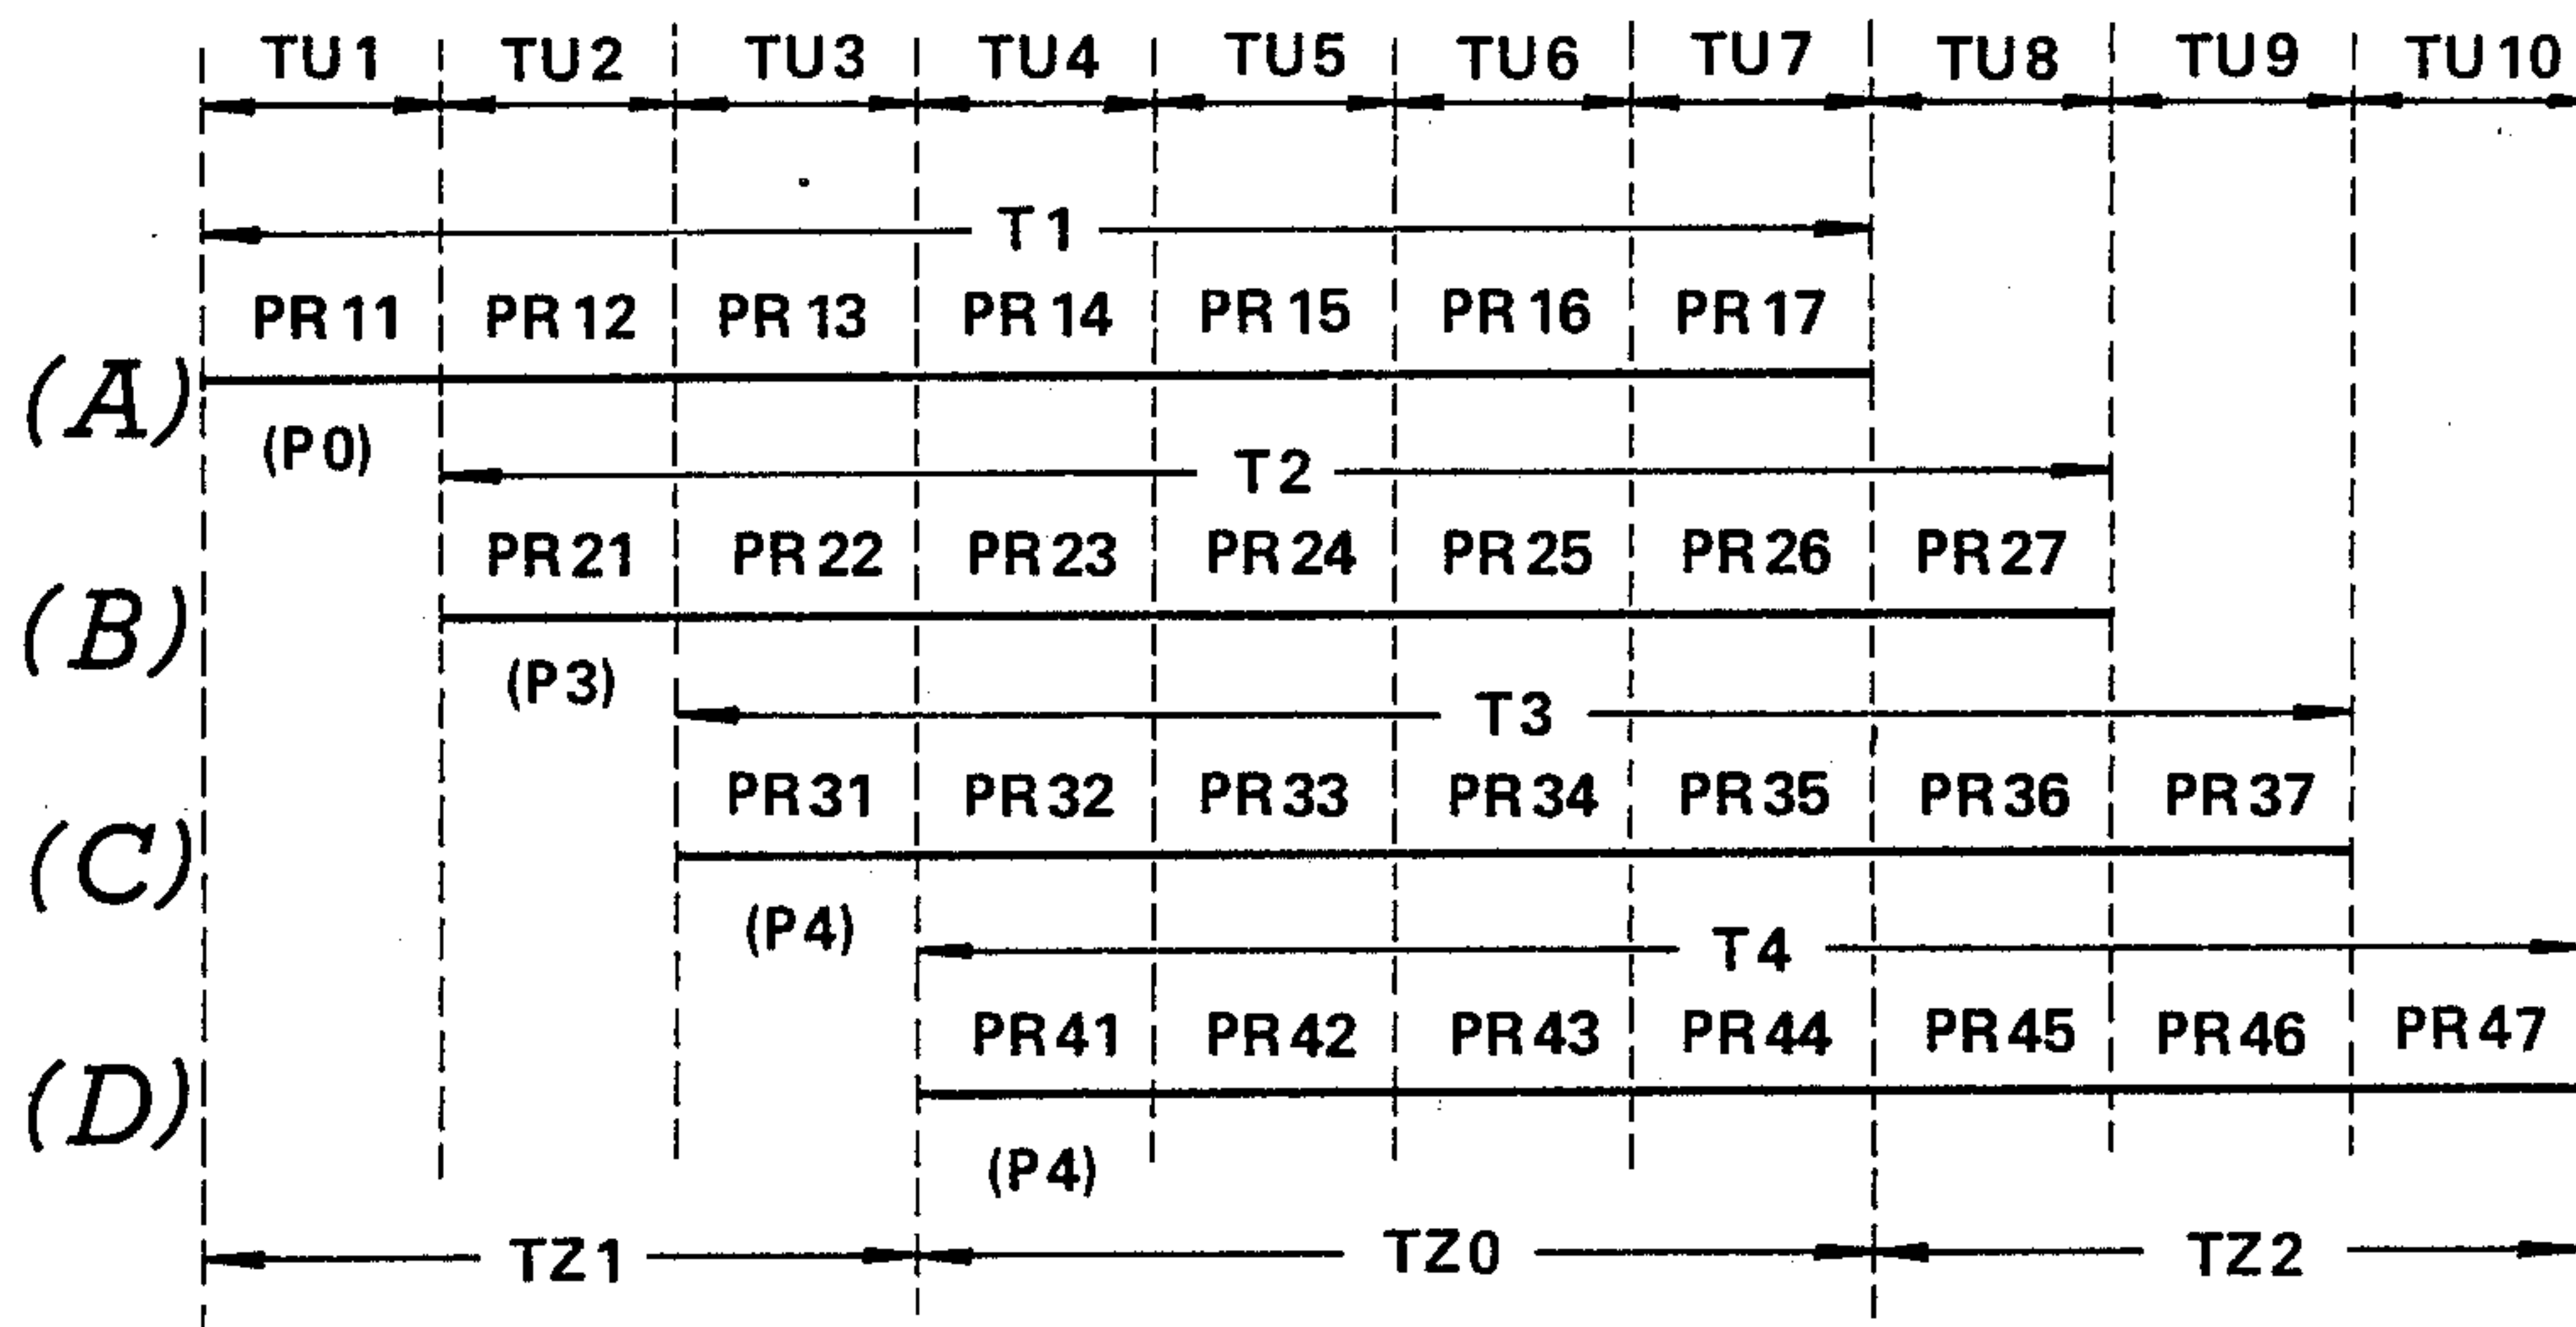 TU1 TU2 TU3 TU4 TU5 TU6 TU7 TU8 TU9 TU10
T1
PR11 PR12 PR13 PR14 PR15 PR16 PR17
(A)
(P0)
T2
PR21 PR22 PR23 PR24 PR25 PR26 PR27
(B)
(P3)
T3
PR31 PR32 PR33 PR34 PR35 PR36 PR37
(C)
(P4)
T4
PR41 PR42 PR43 PR44 PR45 PR46 PR47
(D)
(P4)
TZ1 TZ0 TZ2